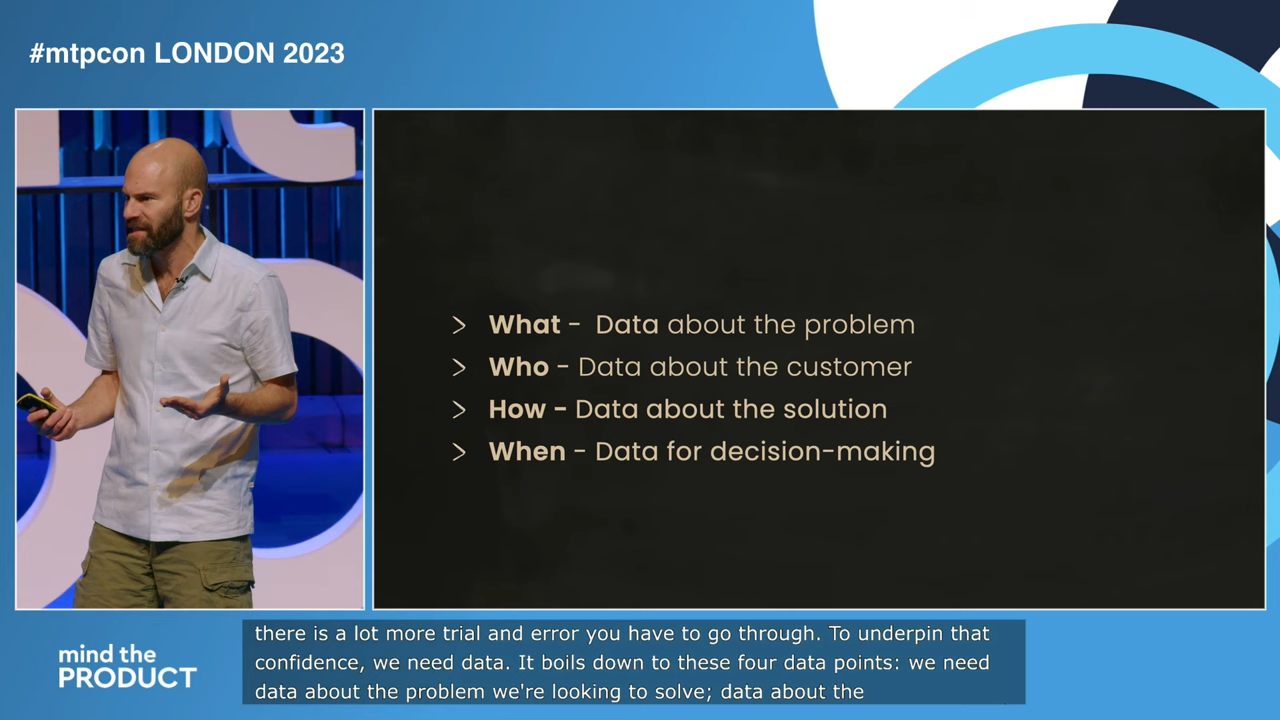 #mtpcon LONDON 2023
> What - Data about the problem
> Who - Data about the customer
> How - Data about the solution
> When - Data for decision-making
mind the
PRODUCT
there is a lot more trial and error you have to go through. To underpin that
confidence, we need data. It boils down to these four data points: we need
data about the problem we're looking to solve; data about the